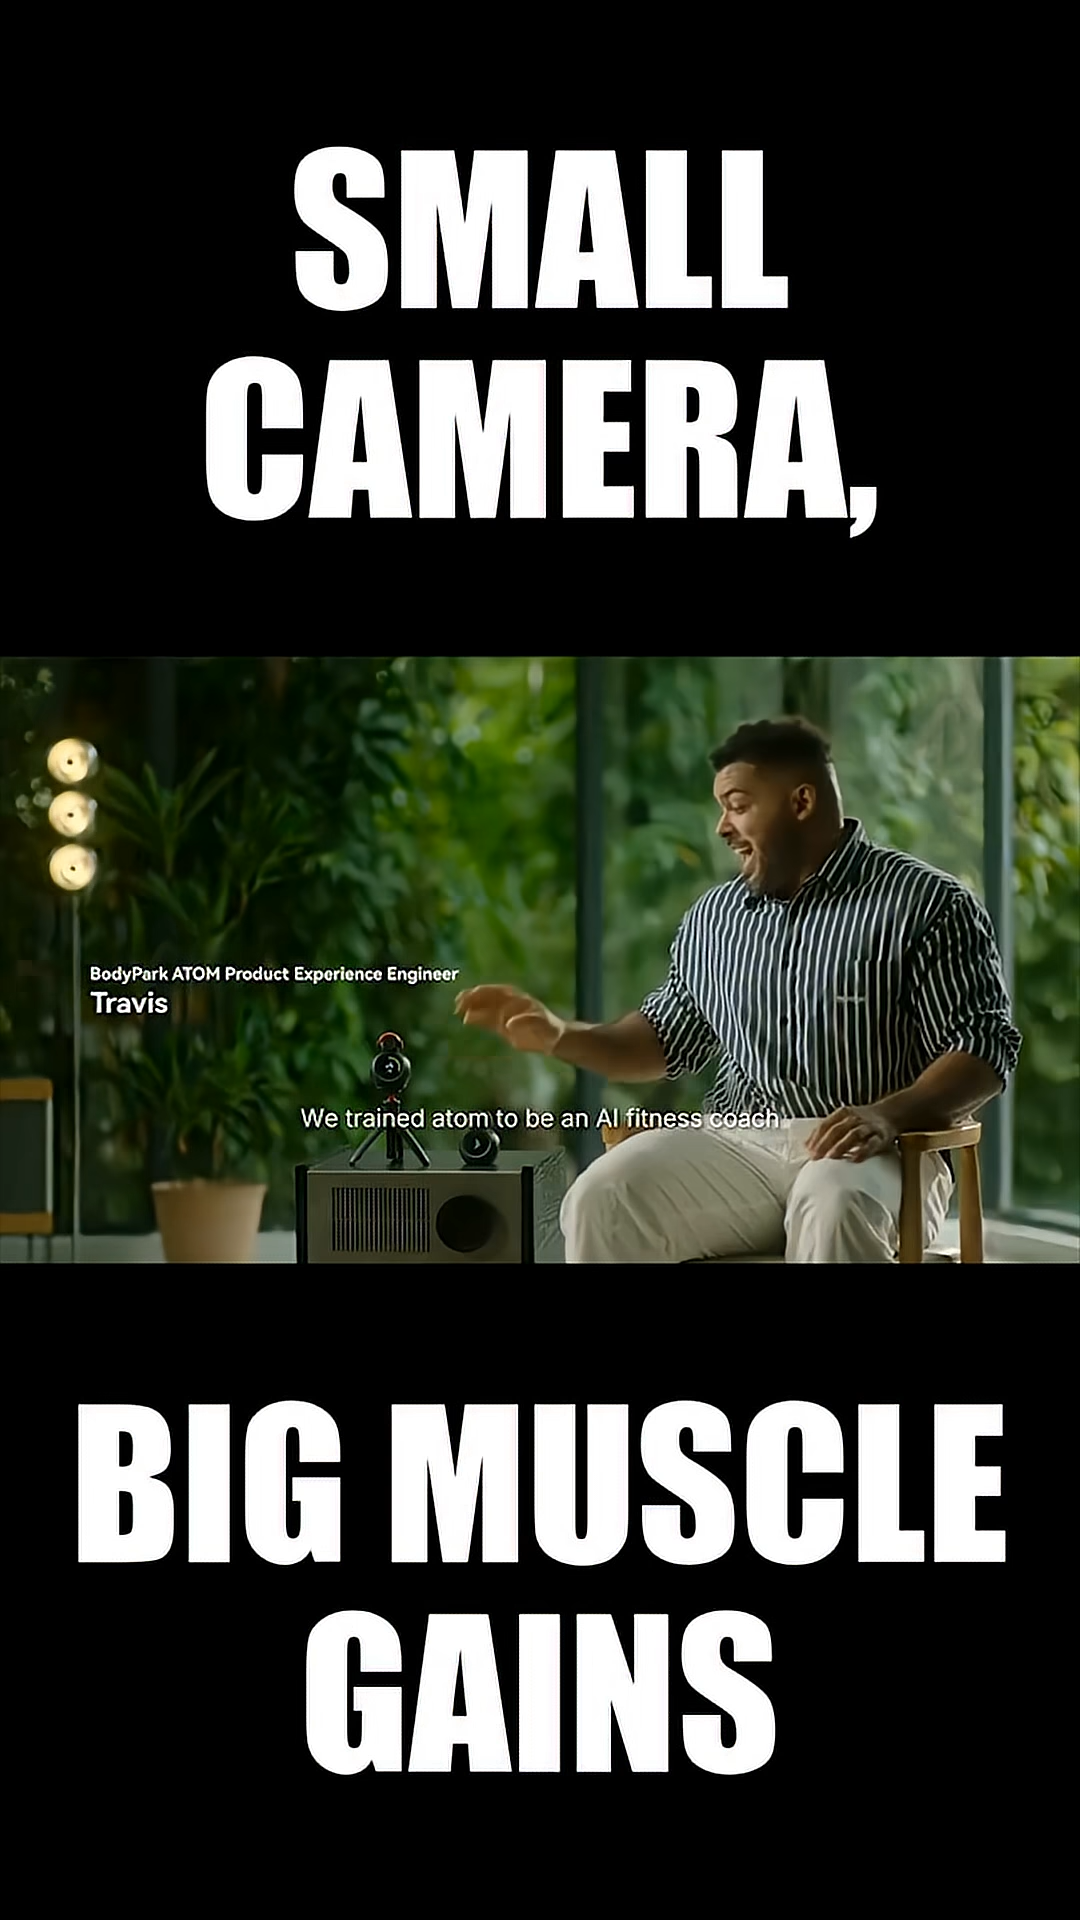 SMALL
CAMERA,
BodyPark ATOM Product Experience Engineer
Travis
We trained atom to be an AI fitness coach
BIG MUSCLE
GAINS